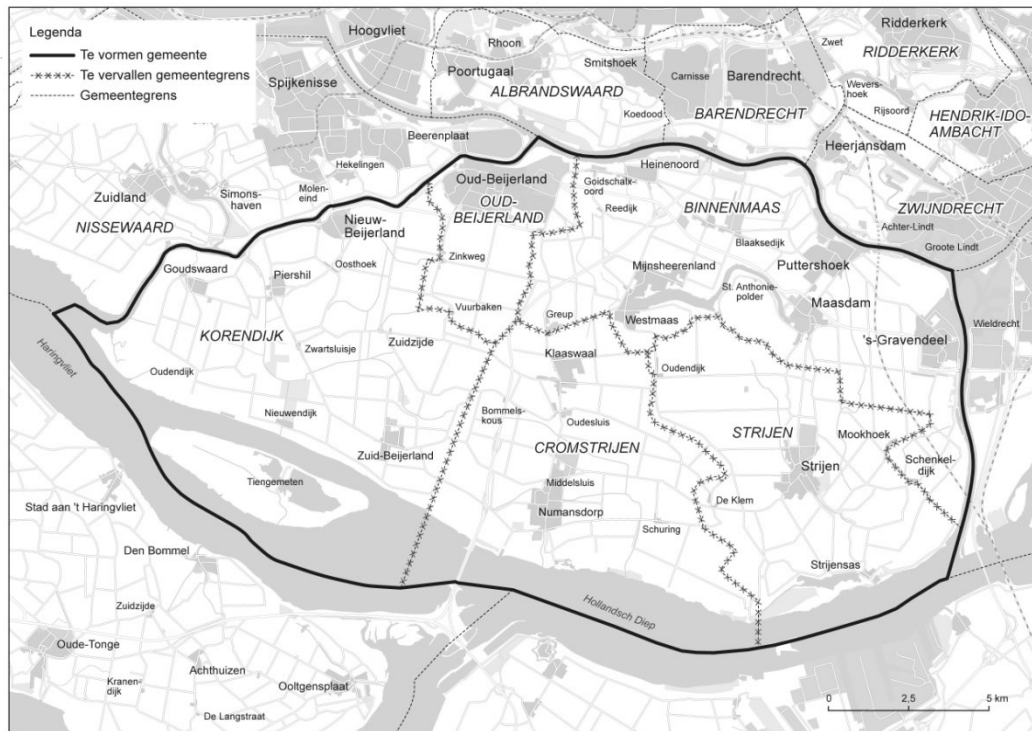 Legenda
Te vormen gemeente
Te vervallen gemeentegrens
Gemeentegrens
Hoogvliet
Rhoon
Smitshoek
Poortugaal
ALBRANDSWAARD
Spijkenisse
Carnisse
Barendrecht
Koedood
BARENDRECHT
Ridderkerk
Zwet
RIDDERKERK
Wevers-
hoek
Rijsoord
HENDRIK-IDO-
AMBACHT
Heerjansdam
Beerenplaat
Hekelingen
Zuidland
Simons-
haven
Molen-
eind
NISSEWAARD
Oud-Beijerland
OUD-
BEIJERLAND
Goidschalx-
oord
Heinenoord
Reedijk
BINNENMAAS
ZWIJNDRECHT
Achter-Lindt
Groote Lindt
Nieuw-
Beijerland
Goudswaard
Piershil
Oosthoek
Zinkweg
Blaaksedijk
Mijnsheerenland
Puttershoek
St. Anthonie-
polder
Maasdam
Wieldrecht
's-Gravendeel
Vuurbaken
Greup
Westmaas
KORENDIJK
Zwartsluisje
Zuidzijde
Klaaswaal
Oudendijk
Oudendijk
Haringvliet
Nieuwendijk
Bommels-
kous
Oudesluis
STRIJEN
Mookhoek
CROMSTRIJEN
Zuid-Beijerland
Strijen
Schenkel-
dijk
Tiengemeten
Middelsluis
Numansdorp
De Klem
Schuring
Stad aan 't Haringvliet
Den Bommel
Strijensas
Zuidzijde
Hollandsch Diep
Oude-Tonge
Achthuizen
Kranen-
dijk
Ooltgensplaat
De Langstraat
0 2,5 5 km